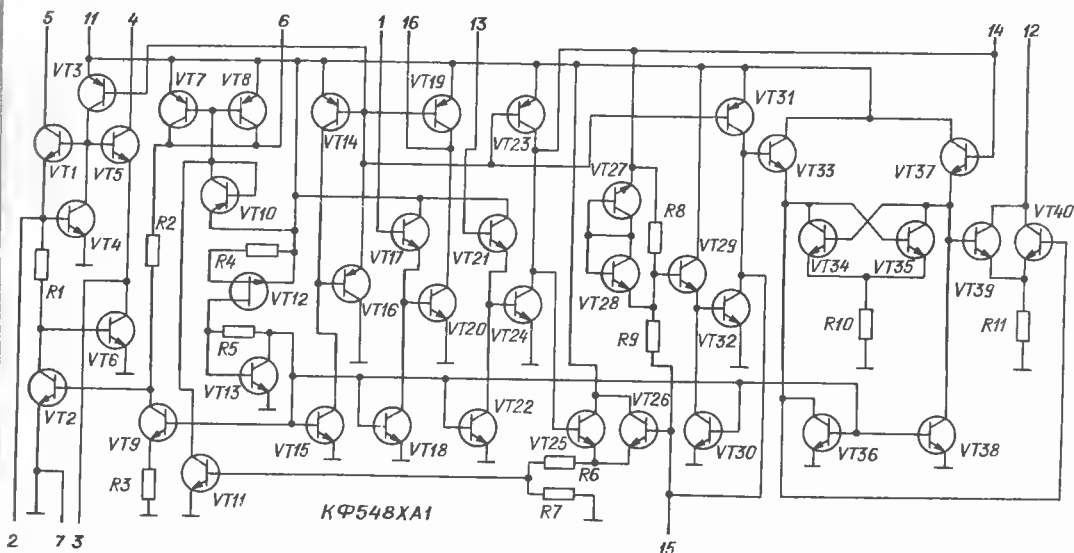 5 11 4 6 1 16 13 14 12
VT3 VT7 VT8 VT19 VT31
VT14 VT23
VT1 VT5 VT27 VT33 VT37
VT10 R8 VT40
VT4 R2 VT17 VT21 VT29 VT34 VT35
R4 VT39
R1 VT12 VT16 VT28
VT20 VT24 R9 VT32 R10 R11
VT6 R5
VT13
VT2 VT22 VT26
VT9 VT15 VT18 VT25 VT30 VT36 VT38
R3 VT11 R6
R7
КФ548ХА1
2 7 3 15